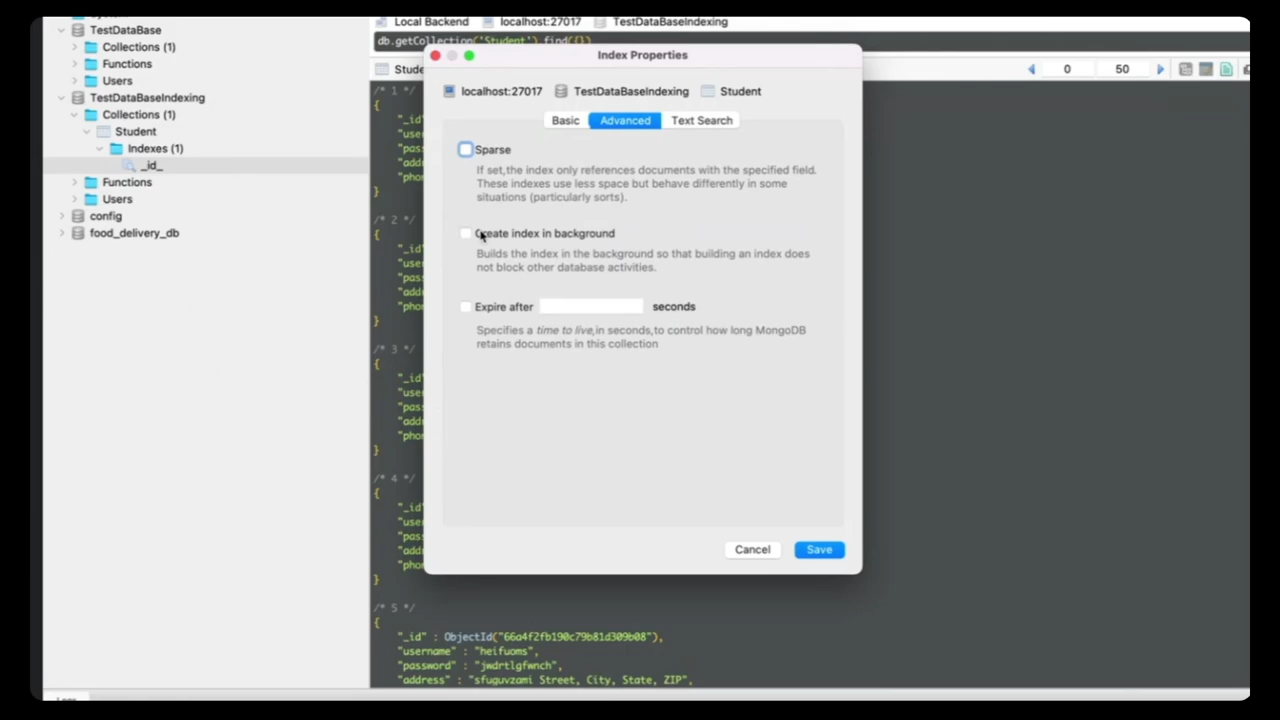 TestDataBase
Collections (1)
Functions
Users
TestDataBaseIndexing
Collections (1)
Student
Indexes (1)
_id_
Functions
Users
config
food_delivery_db
Local Backend localhost:27017 TestDataBaseIndexing
db.getCollection('Student').find({})
0 50
/* 1 */
{
"_id"
/* 2 */
{
"_id"
}
/* 3 */
{
"_id"
}
/* 4 */
{
"_id"
}
/* 5 */
{
"_id" : ObjectId("66a4f2fb190c79b81d309b08"),
"username" : "heifuoms",
"password" : "jwdrtlgfwnch",
"address" : "sfuguvzami Street, City, State, ZIP",
Index Properties
localhost:27017 TestDataBaseIndexing Student
Basic Advanced Text Search
Sparse
If set,the index only references documents with the specified field.
These indexes use less space but behave differently in some
situations (particularly sorts).
Create index in background
Builds the index in the background so that building an index does
not block other database activities.
Expire after seconds
Specifies a time to live,in seconds,to control how long MongoDB
retains documents in this collection
Cancel Save